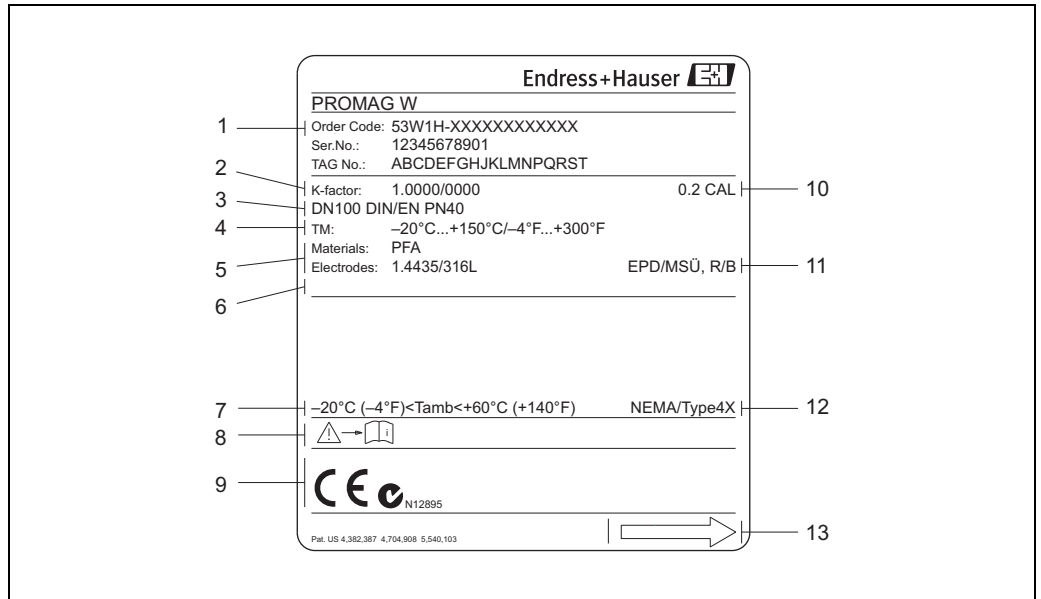 Endress+Hauser
PROMAG W
1
Order Code: 53W1H-XXXXXXXXXXXX
Ser.No.: 12345678901
TAG No.: ABCDEFGHJKLMNPQRST
2
K-factor: 1.0000/0000 0.2 CAL
10
3
DN100 DIN/EN PN40
4
TM: –20°C...+150°C/–4°F...+300°F
Materials: PFA
5
Electrodes: 1.4435/316L EPD/MSÜ, R/B
11
6
7
–20°C (–4°F)<Tamb<+60°C (+140°F) NEMA/Type4X
12
8
i
9
CE
N12895
Pat. US 4,382,387 4,704,908 5,540,103
13